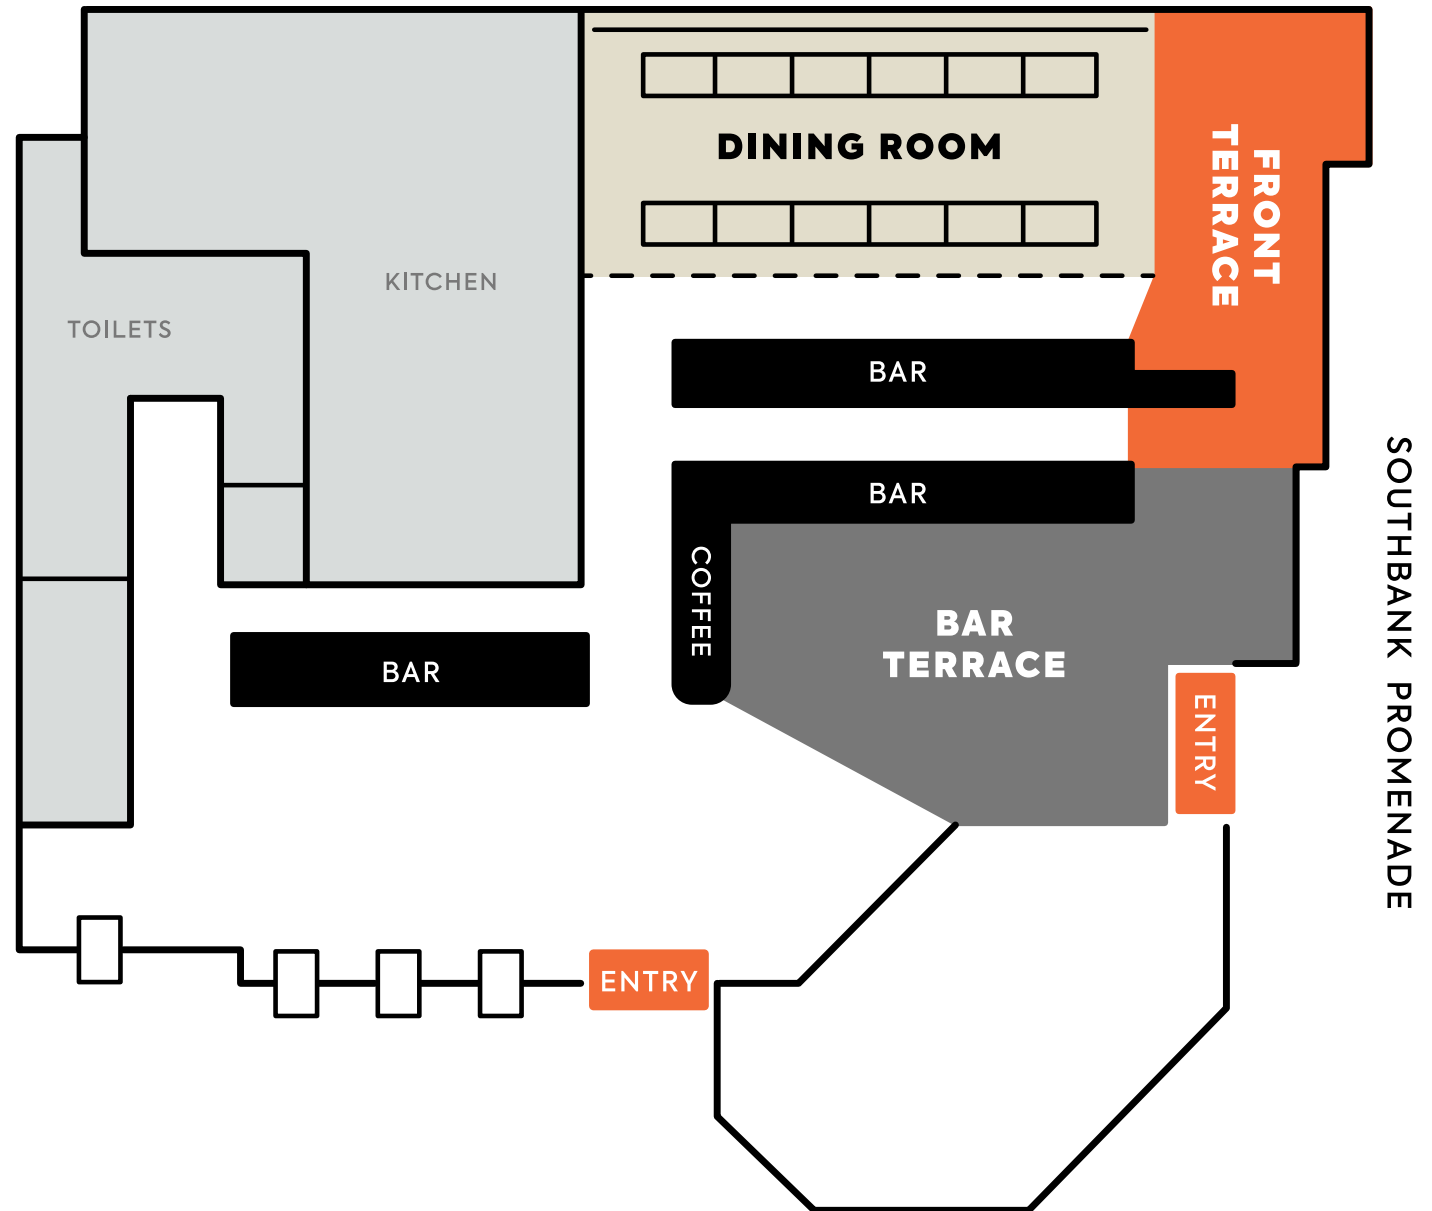 DINING ROOM
FRONT
TERRACE
KITCHEN
TOILETS
BAR
BAR
COFFEE
BAR
TERRACE
BAR
ENTRY
ENTRY
SOUTHBANK PROMENADE